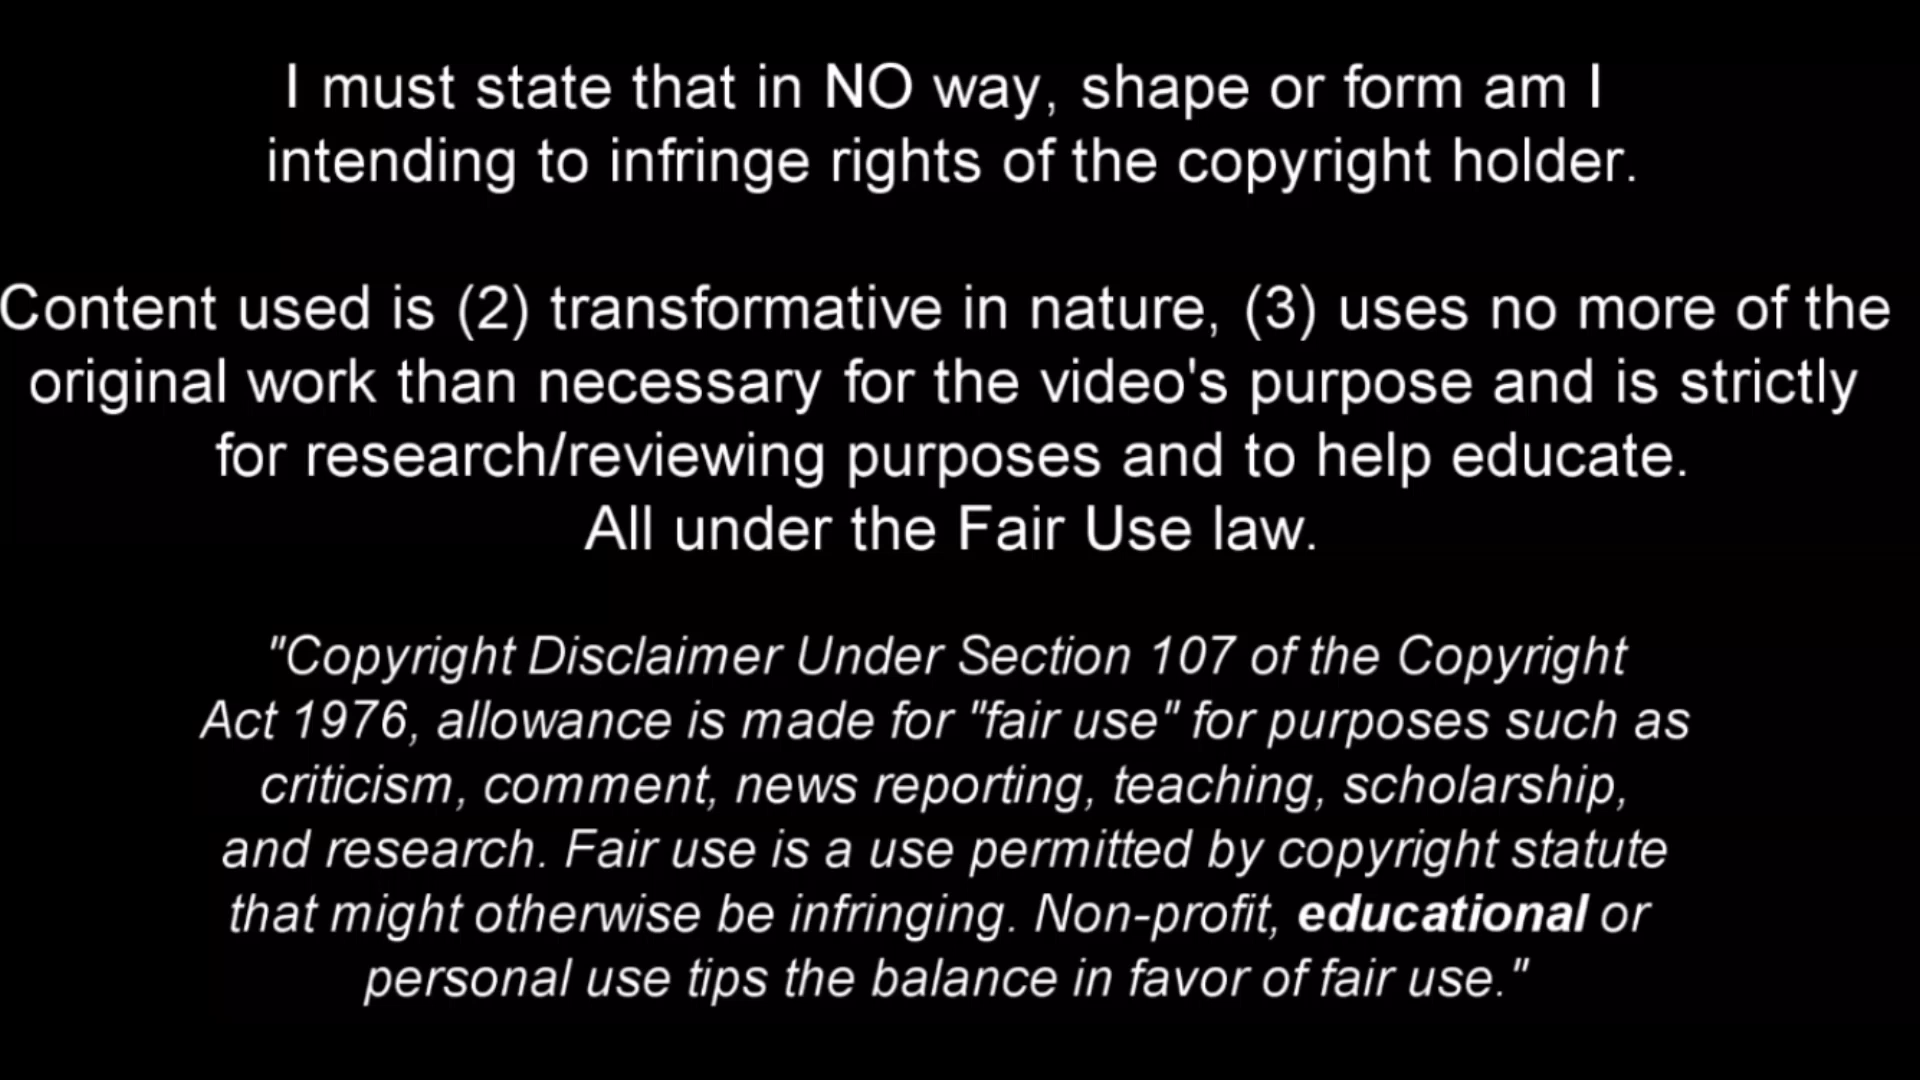 I must state that in NO way, shape or form am I
intending to infringe rights of the copyright holder.
Content used is (2) transformative in nature, (3) uses no more of the
original work than necessary for the video's purpose and is strictly
for research/reviewing purposes and to help educate.
All under the Fair Use law.
"Copyright Disclaimer Under Section 107 of the Copyright
Act 1976, allowance is made for "fair use" for purposes such as
criticism, comment, news reporting, teaching, scholarship,
and research. Fair use is a use permitted by copyright statute
that might otherwise be infringing. Non-profit, educational or
personal use tips the balance in favor of fair use."